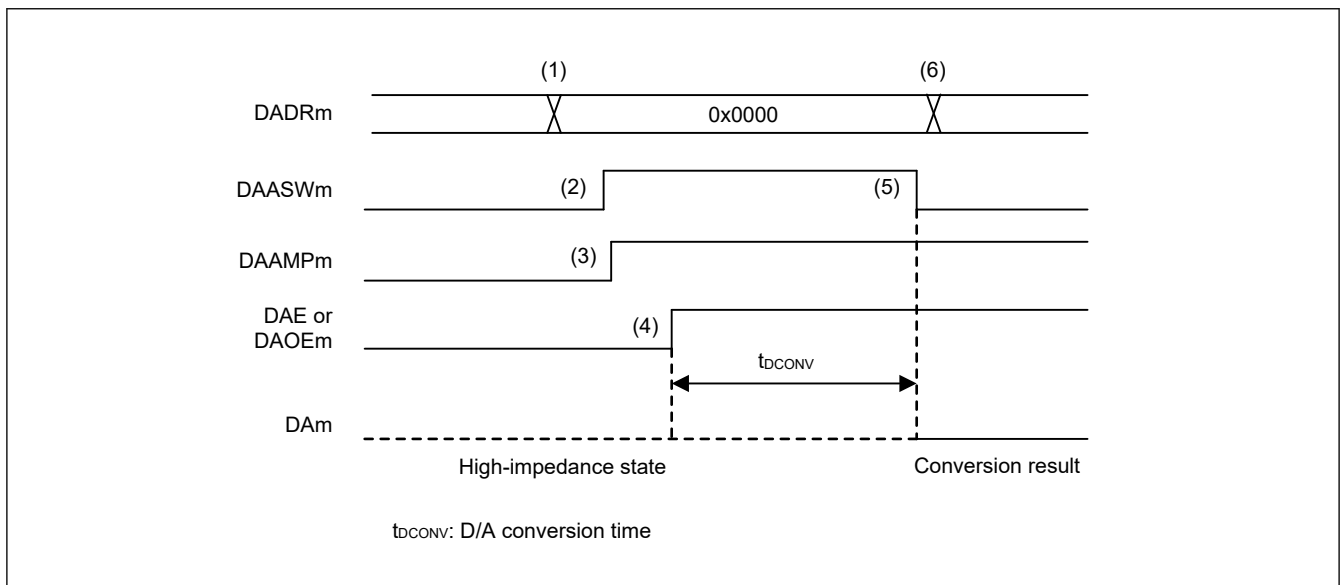 (1) (6)
DADRm 0x0000
DAASWm (2) (5)
DAAMPm (3)
DAE or
DAOEm (4)
tDCONV
DAm
High-impedance state Conversion result
tDCONV: D/A conversion time